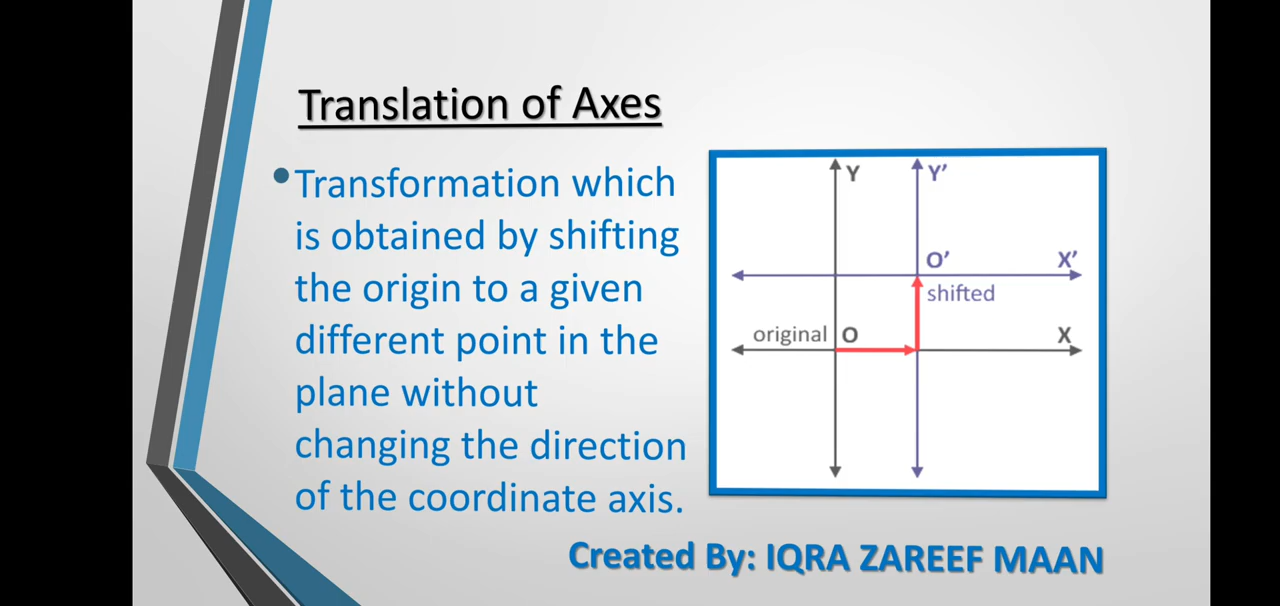 Translation of Axes
• Transformation which
is obtained by shifting
the origin to a given
different point in the
plane without
changing the direction
of the coordinate axis.
Y Y’
O’ X’
shifted
original O X
Created By: IQRA ZAREEF MAAN